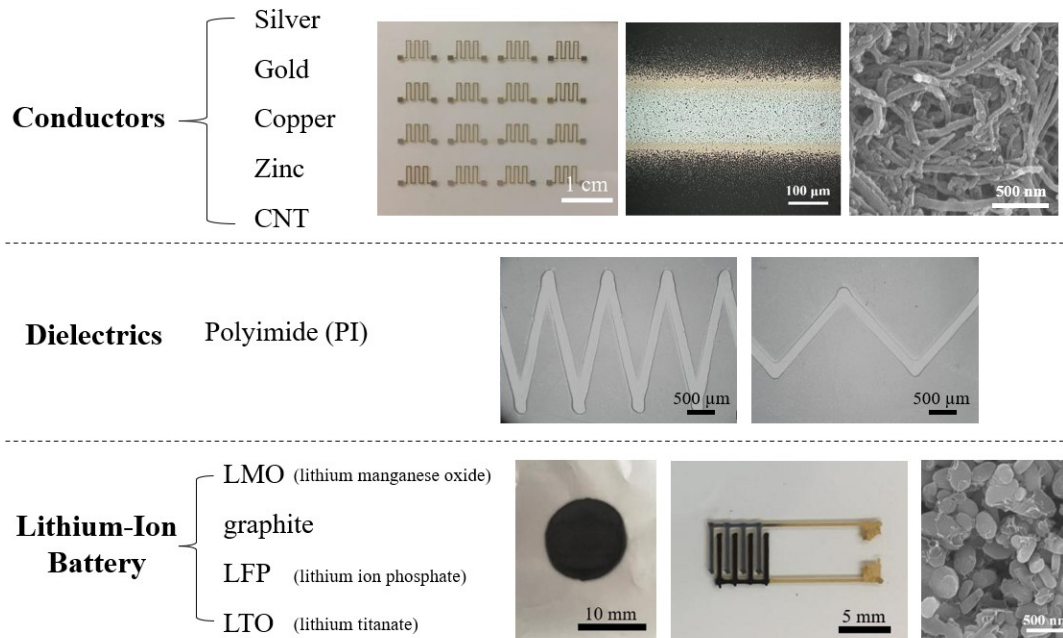 Silver
Gold
Conductors
Copper
Zinc
CNT
1 cm
100 µm
500 nm
Dielectrics
Polyimide (PI)
500 µm
500 µm
Lithium-Ion
Battery
LMO (lithium manganese oxide)
graphite
LFP (lithium ion phosphate)
LTO (lithium titanate)
10 mm
5 mm
500 n